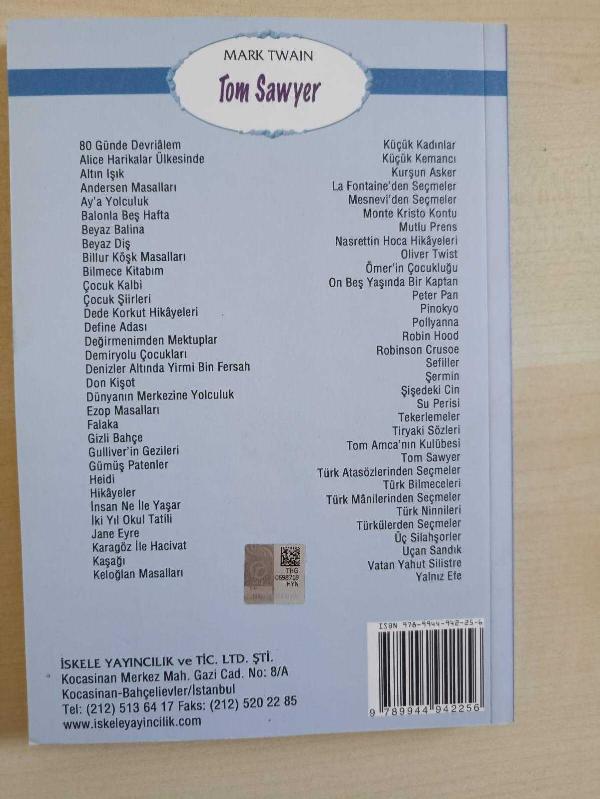 MARK TWAIN
Tom Sawyer
80 Günde Devriâlem
Alice Harikalar Ülkesinde
Altın Işık
Andersen Masalları
Ay'a Yolculuk
Balonla Beş Hafta
Beyaz Balina
Beyaz Diş
Billur Köşk Masalları
Bilmece Kitabım
Çocuk Kalbi
Çocuk Şiirleri
Dede Korkut Hikâyeleri
Define Adası
Değirmenimden Mektuplar
Demiryolu Çocukları
Denizler Altında Yirmi Bin Fersah
Don Kişot
Dünyanın Merkezine Yolculuk
Ezop Masalları
Falaka
Gizli Bahçe
Gulliver'in Gezileri
Gümüş Patenler
Heidi
Hikâyeler
İnsan Ne İle Yaşar
İki Yıl Okul Tatili
Jane Eyre
Karagöz İle Hacivat
Kaşağı
Keloğlan Masalları
Küçük Kadınlar
Küçük Kemancı
Kurşun Asker
La Fontaine'den Seçmeler
Mesnevi'den Seçmeler
Monte Kristo Kontu
Mutlu Prens
Nasrettin Hoca Hikâyeleri
Oliver Twist
Ömer'in Çocukluğu
On Beş Yaşında Bir Kaptan
Peter Pan
Pinokyo
Pollyanna
Robin Hood
Robinson Crusoe
Sefiller
Şermin
Şişedeki Cin
Su Perisi
Tekerlemeler
Tiryaki Sözleri
Tom Amca'nın Kulübesi
Tom Sawyer
Türk Atasözlerinden Seçmeler
Türk Bilmeceleri
Türk Mânilerinden Seçmeler
Türk Ninnileri
Türkülerden Seçmeler
Üç Silahşorler
Uçan Sandık
Vatan Yahut Silistre
Yalnız Efe
ISBN 978-9944-942-25-6
9 789944 942256
İSKELE YAYINCILIK ve TİC. LTD. ŞTİ.
Kocasinan Merkez Mah. Gazi Cad. No: 8/A
Kocasinan-Bahçelievler/İstanbul
Tel: (212) 513 64 17 Faks: (212) 520 22 85
www.iskeleyayincilik.com